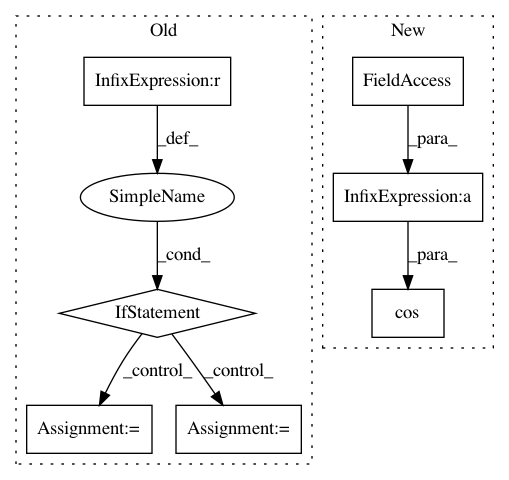 Old
New
InfixExpression:r
FieldAccess
_def_
_para_
SimpleName
InfixExpression:a
_cond_
_para_
IfStatement
cos
_control_
_control_
Assignment:=
Assignment:=